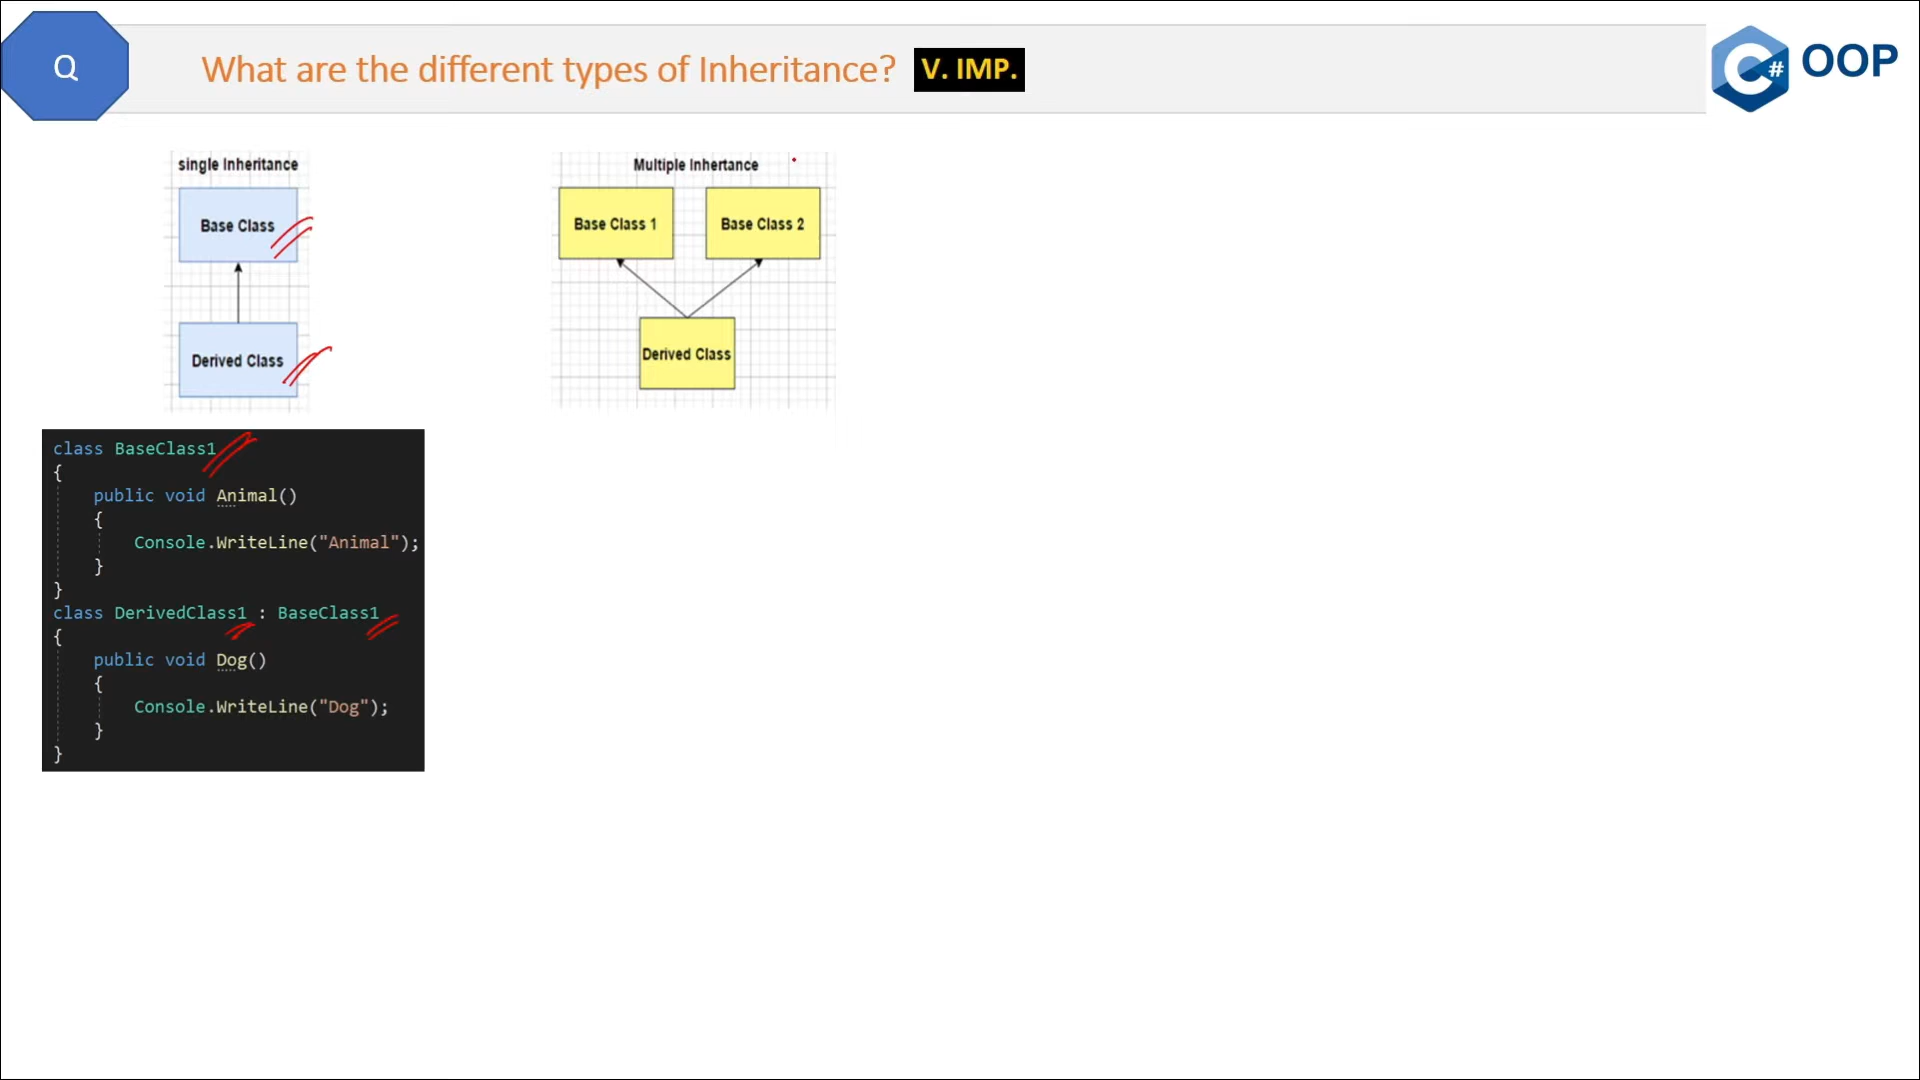 Q
What are the different types of Inheritance? V. IMP.
C# OOP
single Inheritance
Base Class
Derived Class
Multiple Inhertance
Base Class 1
Base Class 2
Derived Class
class BaseClass1
{
public void Animal()
{
Console.WriteLine("Animal");
}
}
class DerivedClass1 : BaseClass1
{
public void Dog()
{
Console.WriteLine("Dog");
}
}